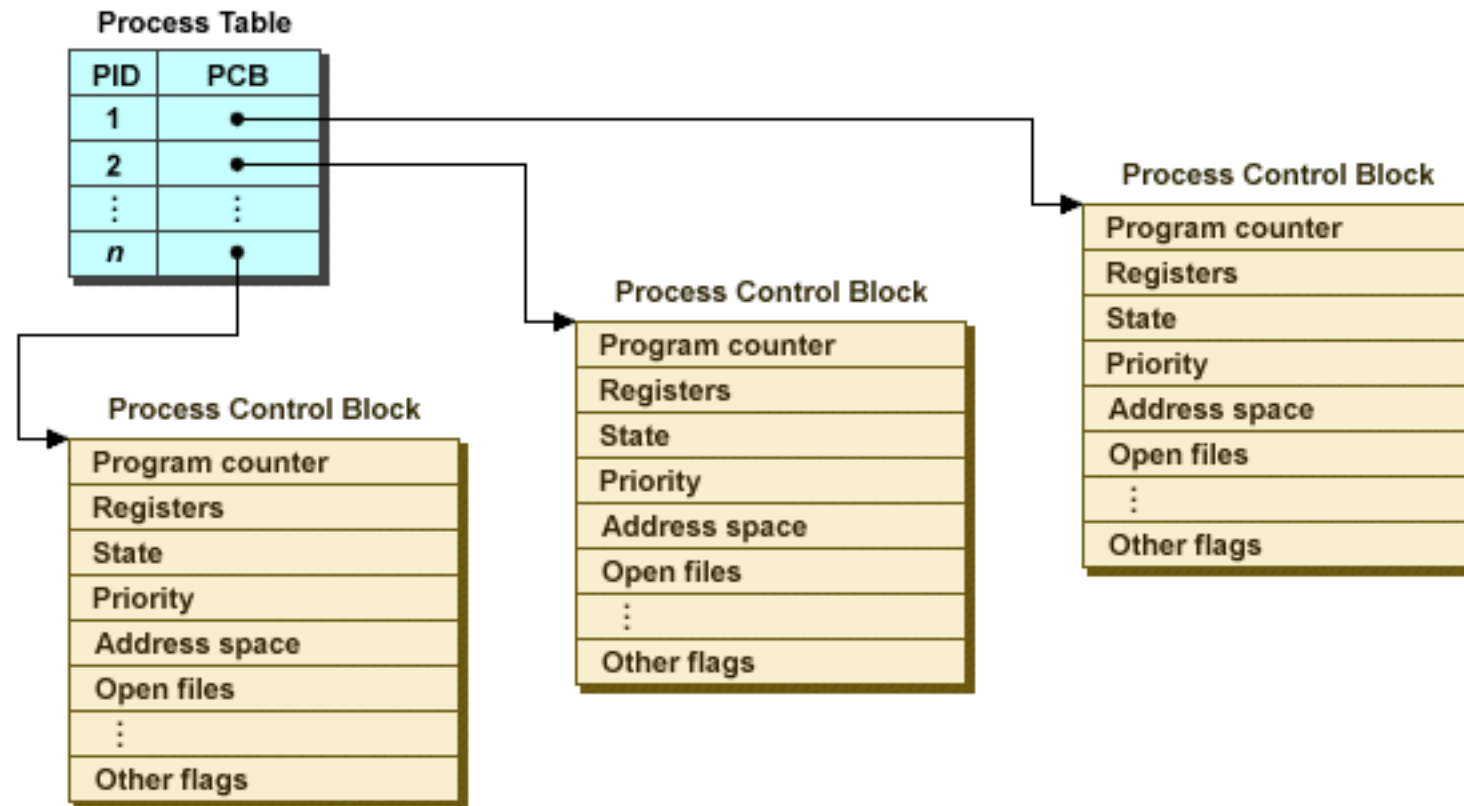 Process Table
PID PCB
1
2
⋮ ⋮
n
Process Control Block
Program counter
Registers
State
Priority
Address space
Open files
⋮
Other flags
Process Control Block
Program counter
Registers
State
Priority
Address space
Open files
⋮
Other flags
Process Control Block
Program counter
Registers
State
Priority
Address space
Open files
⋮
Other flags